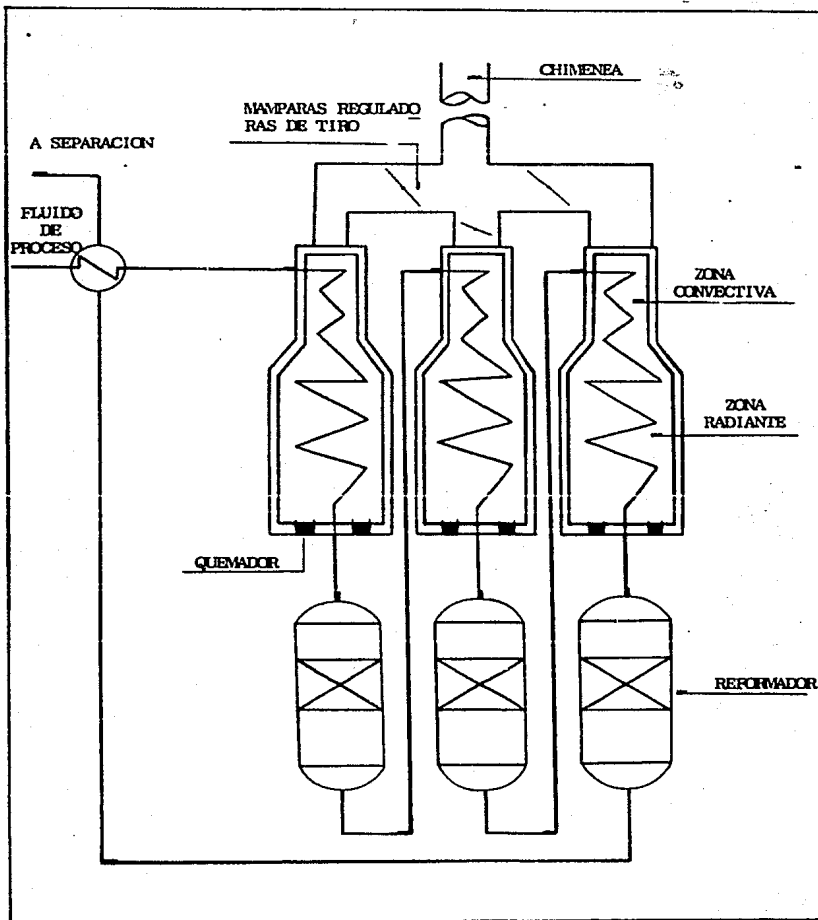 CHIMENEA
MAMPARAS REGULADO
RAS DE TIRO
A SEPARACION
FLUIDO
DE
PROCESO
ZONA
CONVECTIVA
ZONA
RADIANTE
QUEMADOR
REFORMADOR